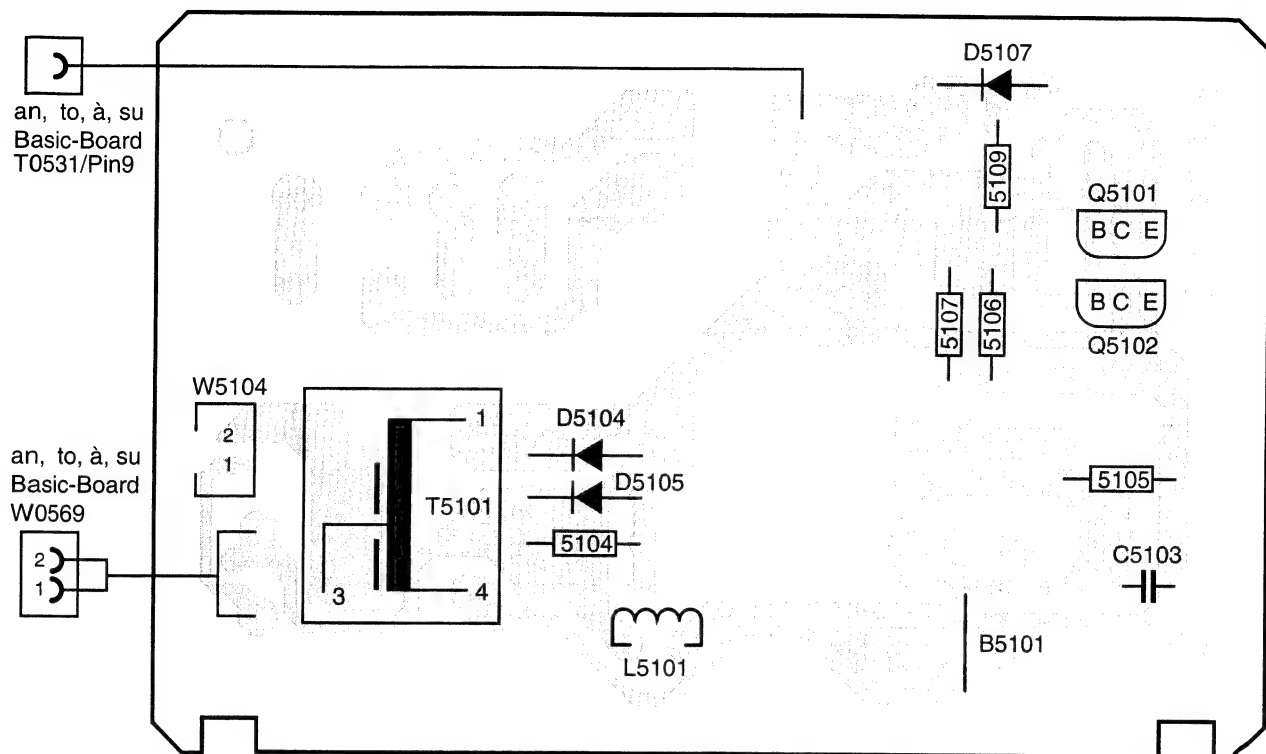 D5107
an, to, à, su
Basic-Board
T0531/Pin9
5109
Q5101
B C E
5107
5106
B C E
Q5102
W5104
2
1
1
T5101
3
4
D5104
D5105
5104
5105
an, to, à, su
Basic-Board
W0569
2
1
C5103
L5101
B5101